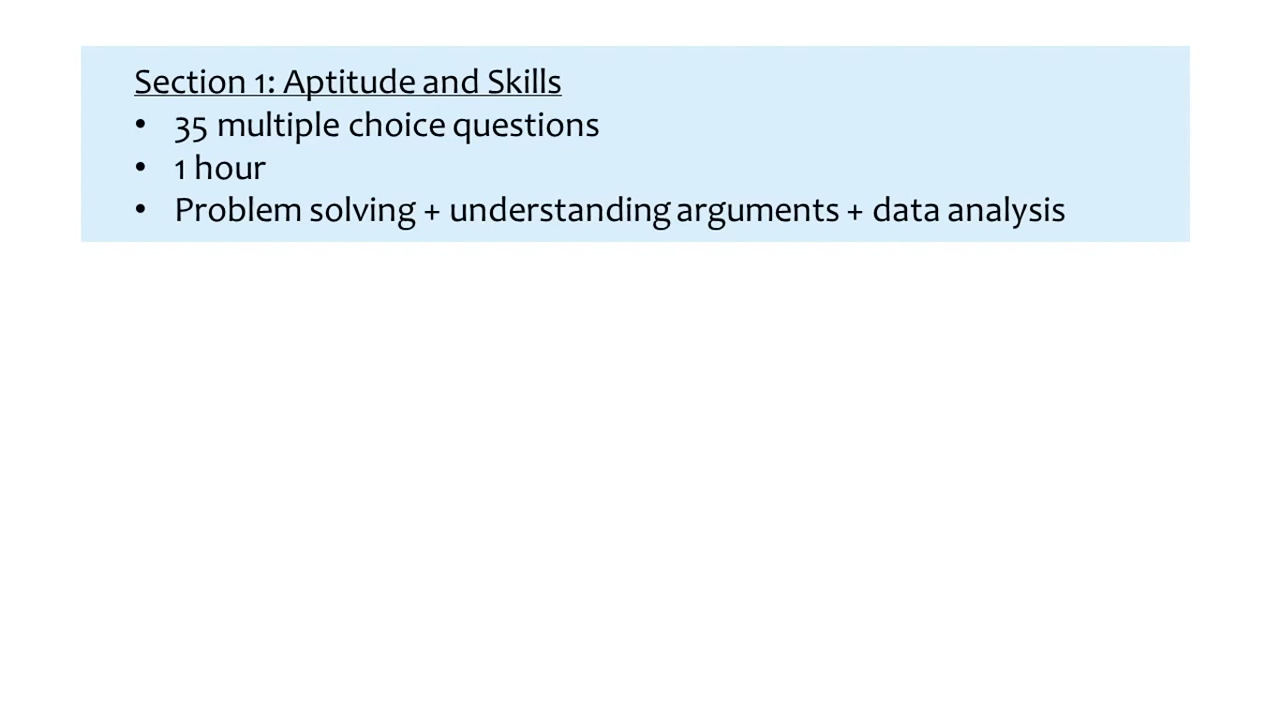 Section 1: Aptitude and Skills
• 35 multiple choice questions
• 1 hour
• Problem solving + understanding arguments + data analysis